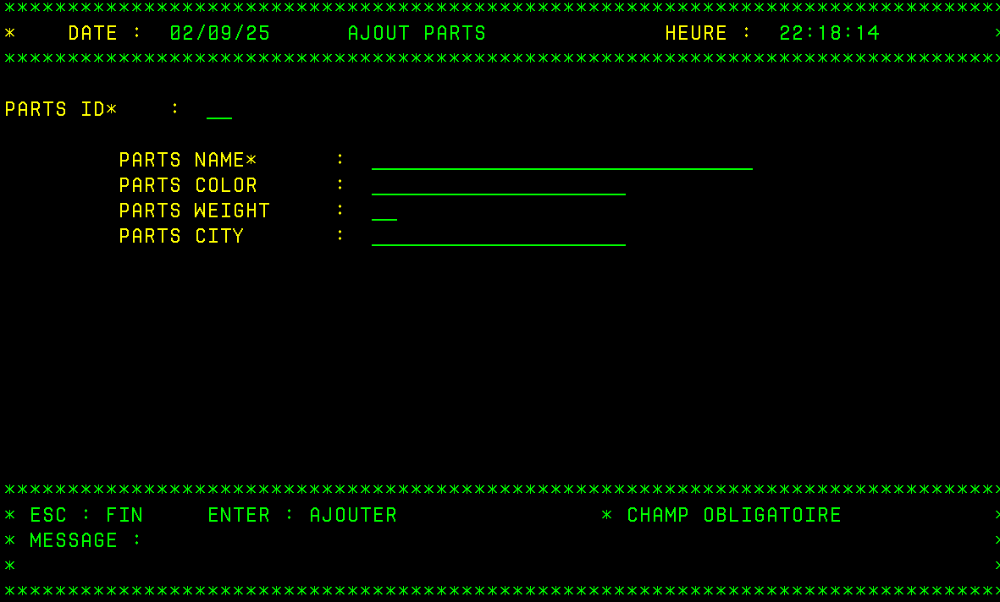 *******************************************************************************
*    DATE :  02/09/25      AJOUT PARTS              HEURE :  22:18:14         *
*******************************************************************************
PARTS ID*    :  __
PARTS NAME*      :  ______________________________
PARTS COLOR      :  ____________________
PARTS WEIGHT     :  __
PARTS CITY       :  ____________________
*******************************************************************************
* ESC : FIN     ENTER : AJOUTER                * CHAMP OBLIGATOIRE            *
* MESSAGE :                                                                   *
*                                                                             *
*******************************************************************************